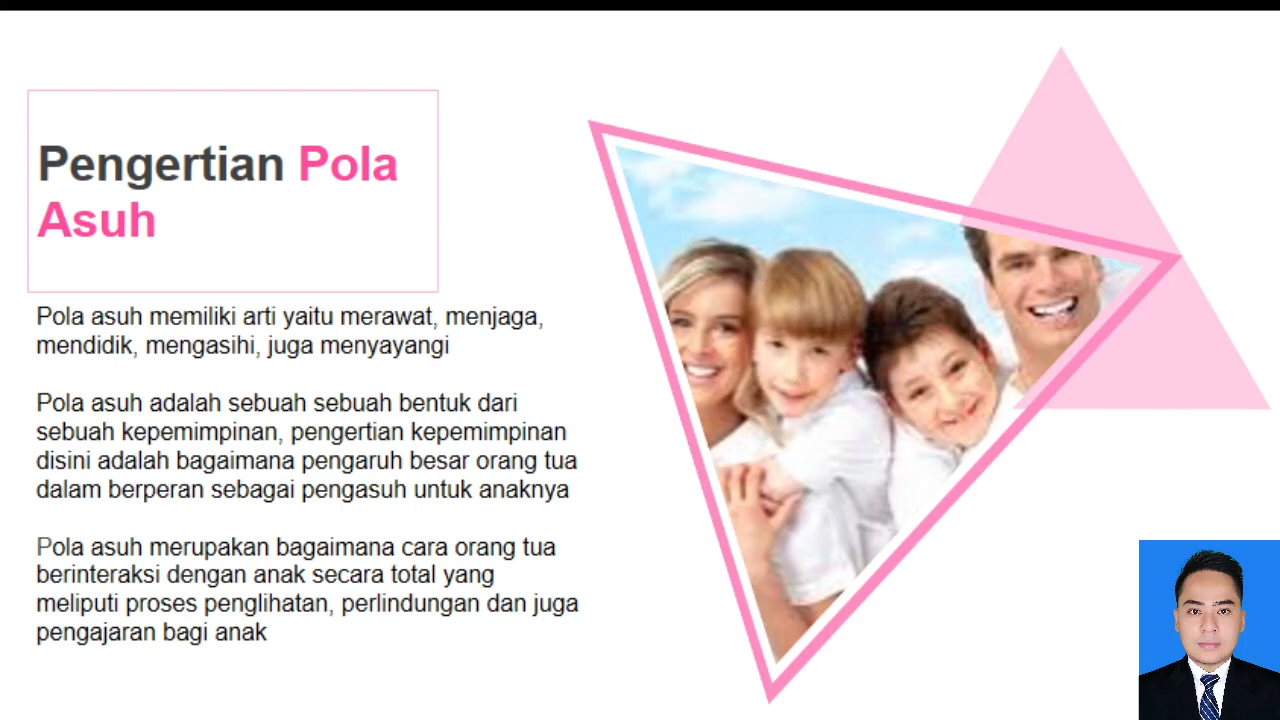 Pengertian Pola
Asuh
Pola asuh memiliki arti yaitu merawat, menjaga,
mendidik, mengasihi, juga menyayangi
Pola asuh adalah sebuah sebuah bentuk dari
sebuah kepemimpinan, pengertian kepemimpinan
disini adalah bagaimana pengaruh besar orang tua
dalam berperan sebagai pengasuh untuk anaknya
Pola asuh merupakan bagaimana cara orang tua
berinteraksi dengan anak secara total yang
meliputi proses penglihatan, perlindungan dan juga
pengajaran bagi anak